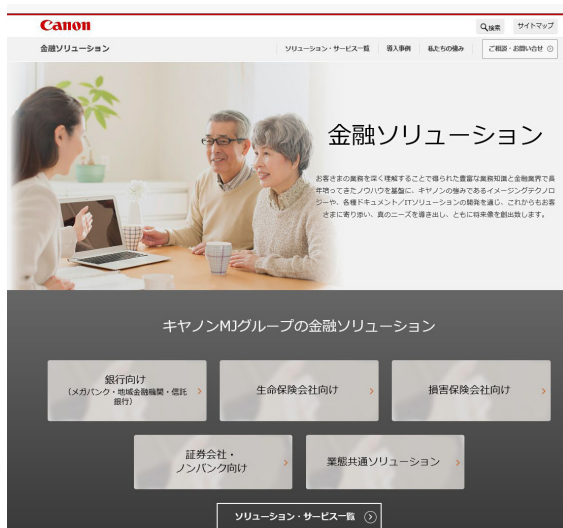 Canon
検索 サイトマップ
金融ソリューション ソリューション・サービス一覧 導入事例 私たちの強み ご相談・お問い合せ
金融ソリューション
お客さまの業務を深く理解することで得られた豊富な業務知識と金融業界で長
年培ってきたノウハウを基盤に、キヤノンの強みであるイメージングテクノロ
ジーや、各種ドキュメント/ITソリューションの開発を通じ、これからもお客
さまに寄り添い、真のニーズを導き出し、ともに将来像を創出致します。
キヤノンMJグループの金融ソリューション
銀行向け
(メガバンク・地域金融機関・信託
銀行)
生命保険会社向け
損害保険会社向け
証券会社・
ノンバンク向け
業態共通ソリューション
ソリューション・サービス一覧